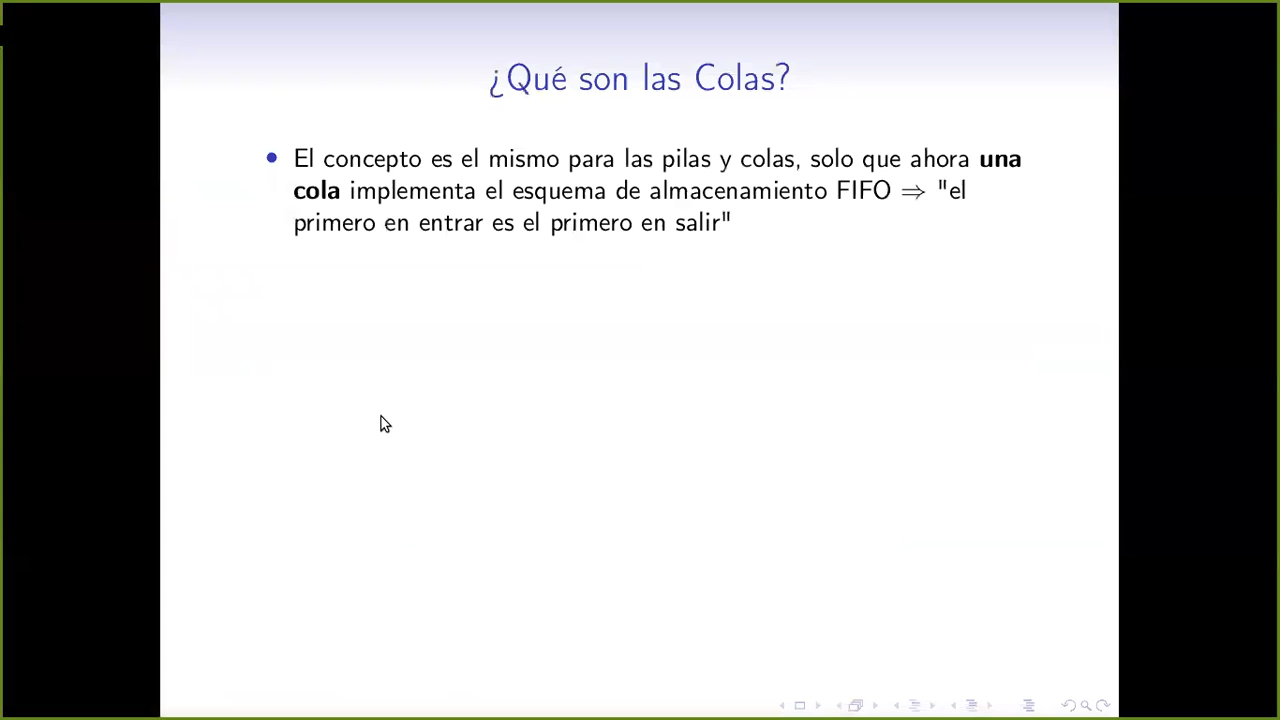 ¿Qué son las Colas?
El concepto es el mismo para las pilas y colas, solo que ahora una
cola implementa el esquema de almacenamiento FIFO ⇒ "el
primero en entrar es el primero en salir"